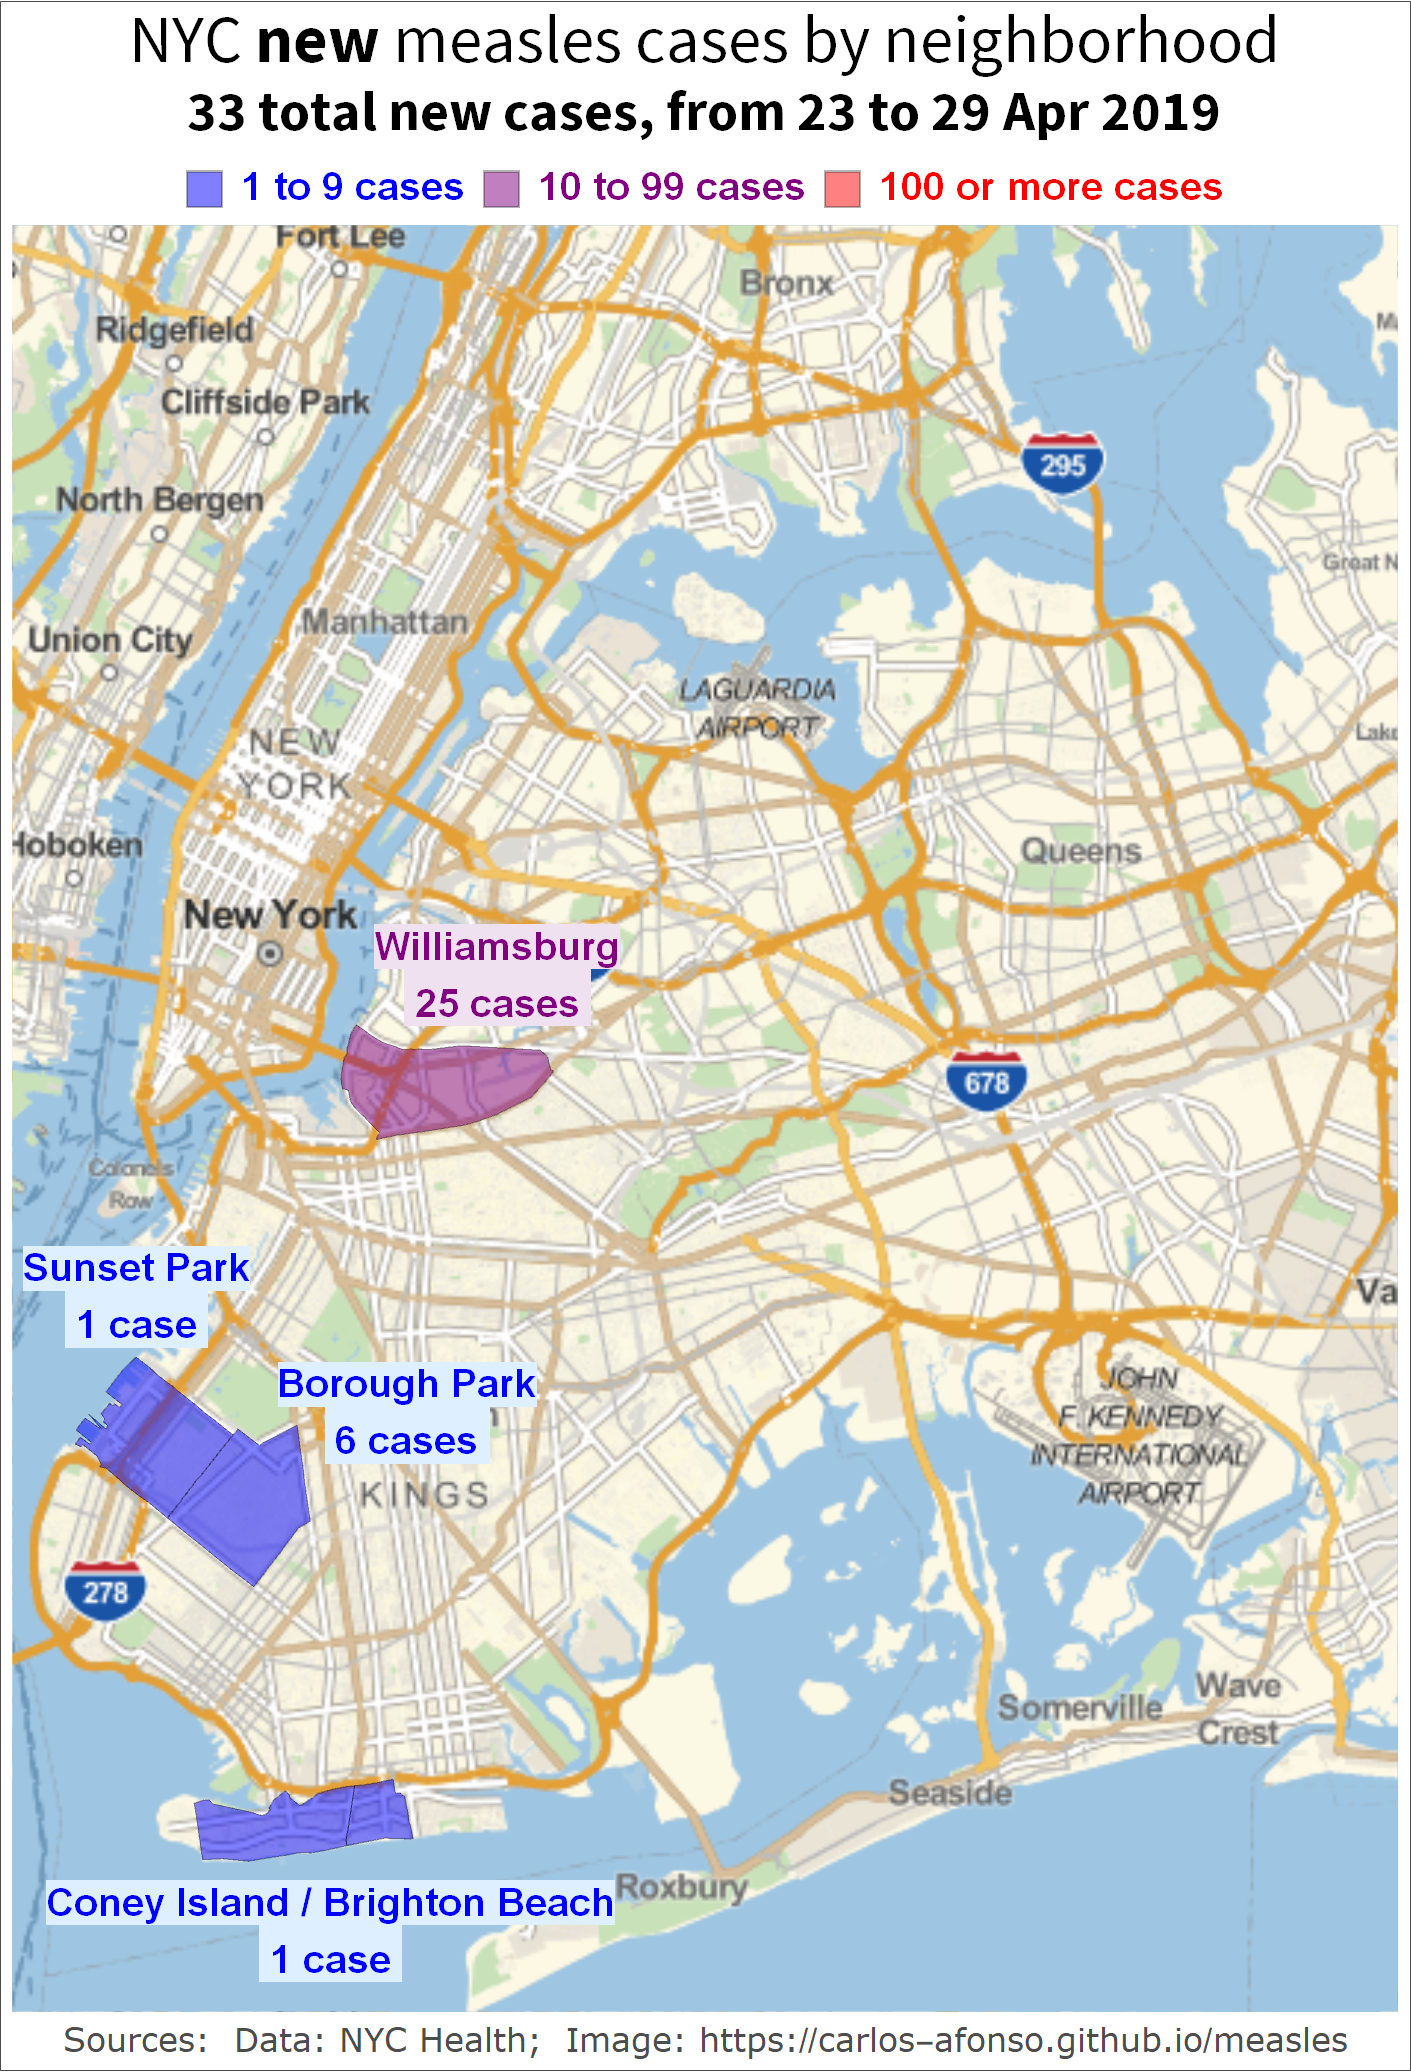 NYC new measles cases by neighborhood
33 total new cases, from 23 to 29 Apr 2019
1 to 9 cases 10 to 99 cases 100 or more cases
Fort Lee
Bronx
Ridgefield
Cliffside Park
295
North Bergen
Manhattan
Union City
LAGUARDIA
AIRPORT
NEW
YORK
Lake
Hoboken
Queens
New York
Williamsburg
25 cases
678
Colonels
Row
Sunset Park
1 case
Va
Borough Park
6 cases
JOHN
F. KENNEDY
INTERNATIONAL
AIRPORT
KINGS
278
Wave
Crest
Somerville
Seaside
Roxbury
Coney Island / Brighton Beach
1 case
Sources: Data: NYC Health; Image: https://carlos–afonso.github.io/measles